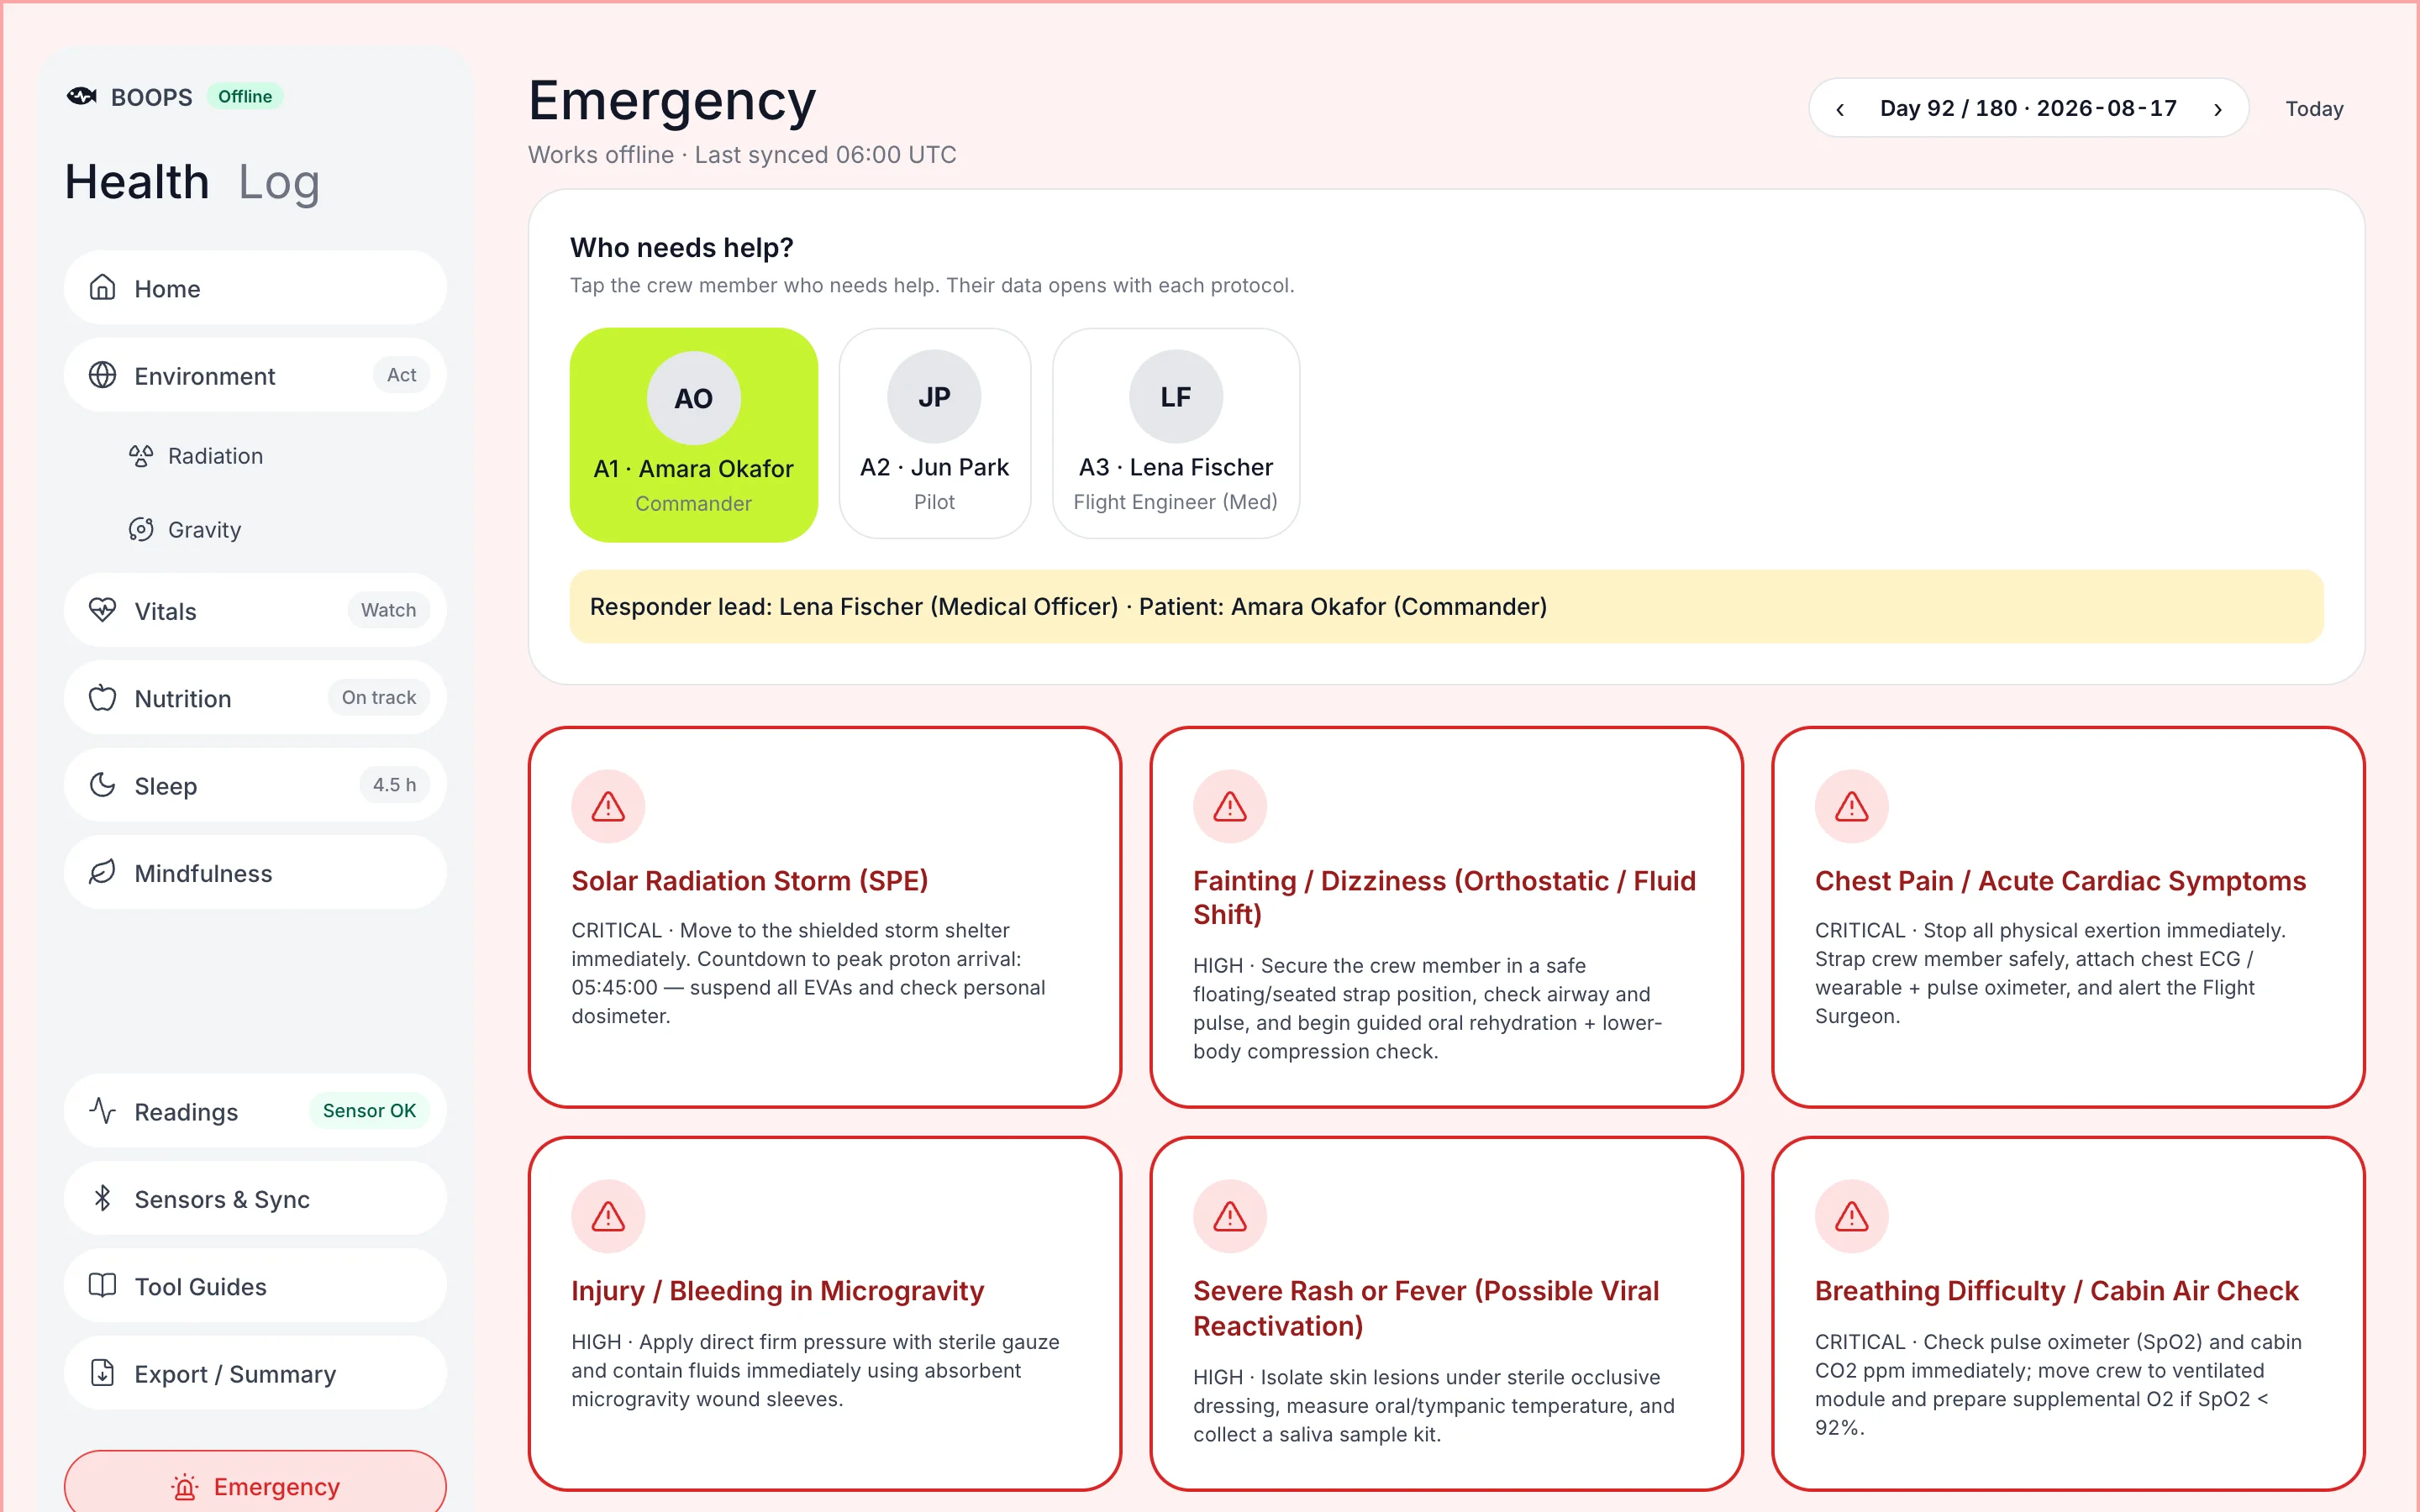 BOOPS Offline
Health Log
Home
Environment Act
Radiation
Gravity
Vitals Watch
Nutrition On track
Sleep 4.5 h
Mindfulness
Readings Sensor OK
Sensors & Sync
Tool Guides
Export / Summary
Emergency
Emergency
Works offline · Last synced 06:00 UTC
‹ Day 92 / 180 · 2026-08-17 › Today
Who needs help?
Tap the crew member who needs help. Their data opens with each protocol.
AO
A1 · Amara Okafor
Commander
JP
A2 · Jun Park
Pilot
LF
A3 · Lena Fischer
Flight Engineer (Med)
Responder lead: Lena Fischer (Medical Officer) · Patient: Amara Okafor (Commander)
Solar Radiation Storm (SPE)
CRITICAL · Move to the shielded storm shelter
immediately. Countdown to peak proton arrival:
05:45:00 — suspend all EVAs and check personal
dosimeter.
Fainting / Dizziness (Orthostatic / Fluid
Shift)
HIGH · Secure the crew member in a safe
floating/seated strap position, check airway and
pulse, and begin guided oral rehydration + lower-
body compression check.
Chest Pain / Acute Cardiac Symptoms
CRITICAL · Stop all physical exertion immediately.
Strap crew member safely, attach chest ECG /
wearable + pulse oximeter, and alert the Flight
Surgeon.
Injury / Bleeding in Microgravity
HIGH · Apply direct firm pressure with sterile gauze
and contain fluids immediately using absorbent
microgravity wound sleeves.
Severe Rash or Fever (Possible Viral
Reactivation)
HIGH · Isolate skin lesions under sterile occlusive
dressing, measure oral/tympanic temperature, and
collect a saliva sample kit.
Breathing Difficulty / Cabin Air Check
CRITICAL · Check pulse oximeter (SpO2) and cabin
CO2 ppm immediately; move crew to ventilated
module and prepare supplemental O2 if SpO2 <
92%.